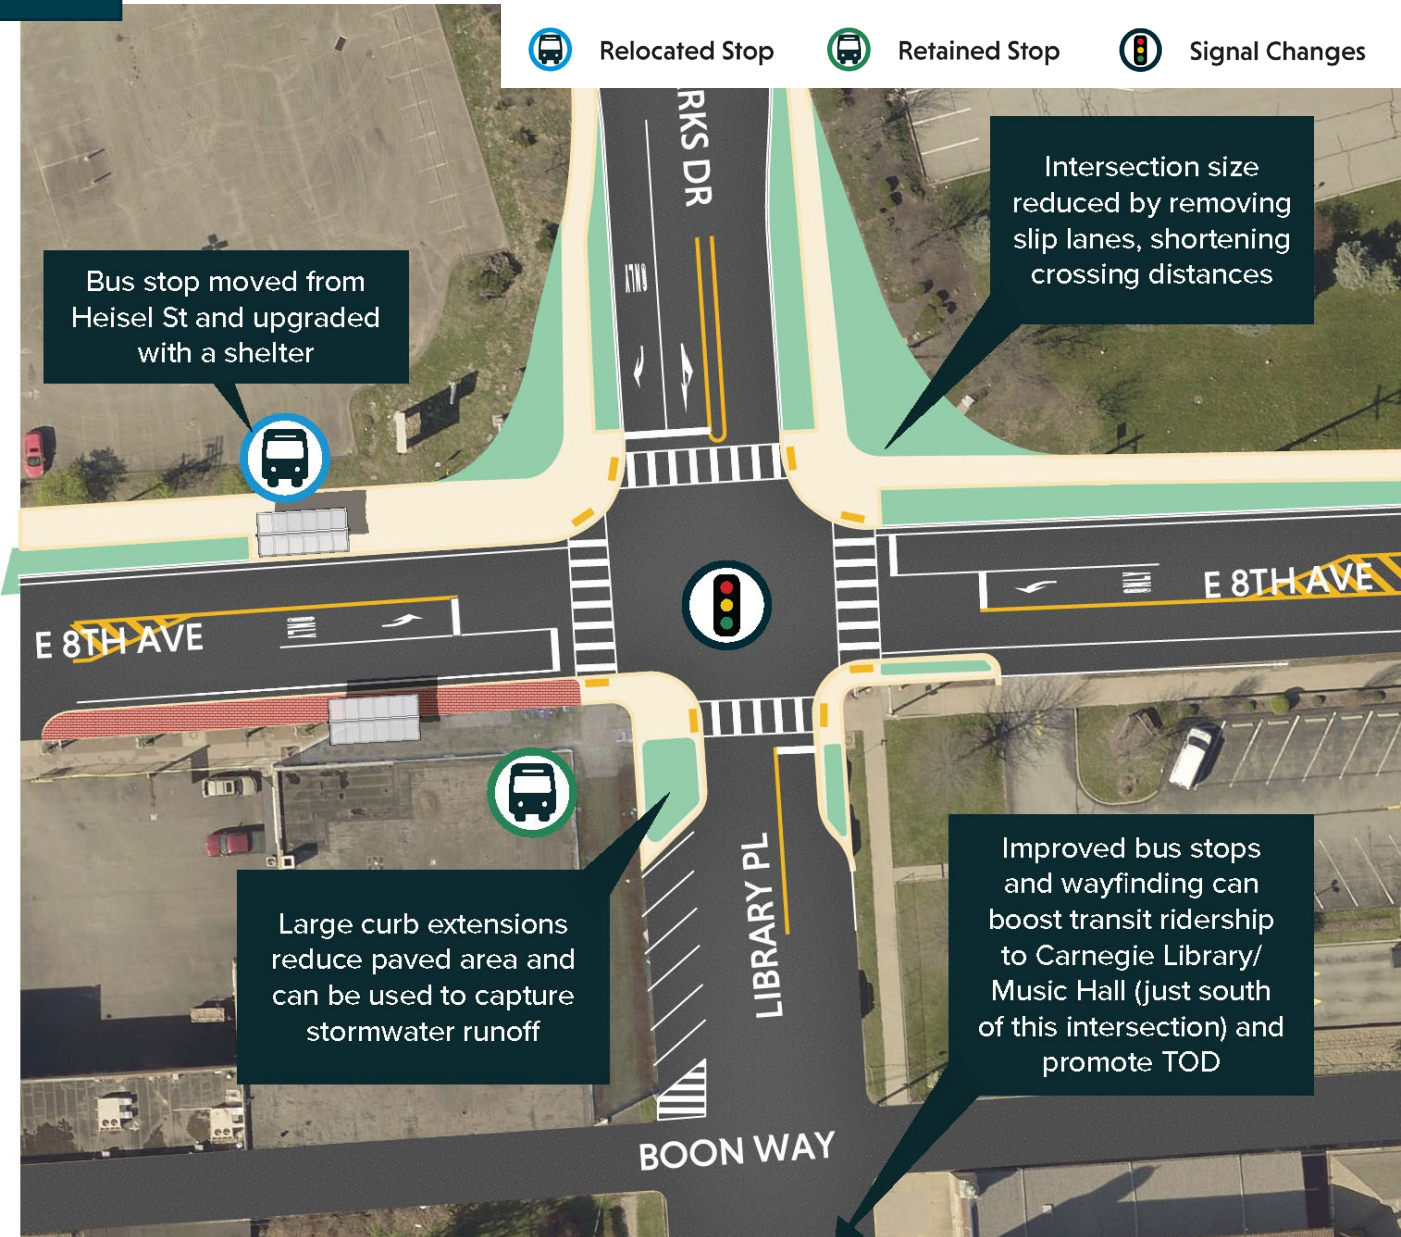 Relocated Stop
Retained Stop
Signal Changes
RKS DR
Intersection size
reduced by removing
slip lanes, shortening
crossing distances
ONLY
Bus stop moved from
Heisel St and upgraded
with a shelter
E 8TH AVE
ONLY
E 8TH AVE
ONLY
LIBRARY PL
Large curb extensions
reduce paved area and
can be used to capture
stormwater runoff
Improved bus stops
and wayfinding can
boost transit ridership
to Carnegie Library/
Music Hall (just south
of this intersection) and
promote TOD
BOON WAY